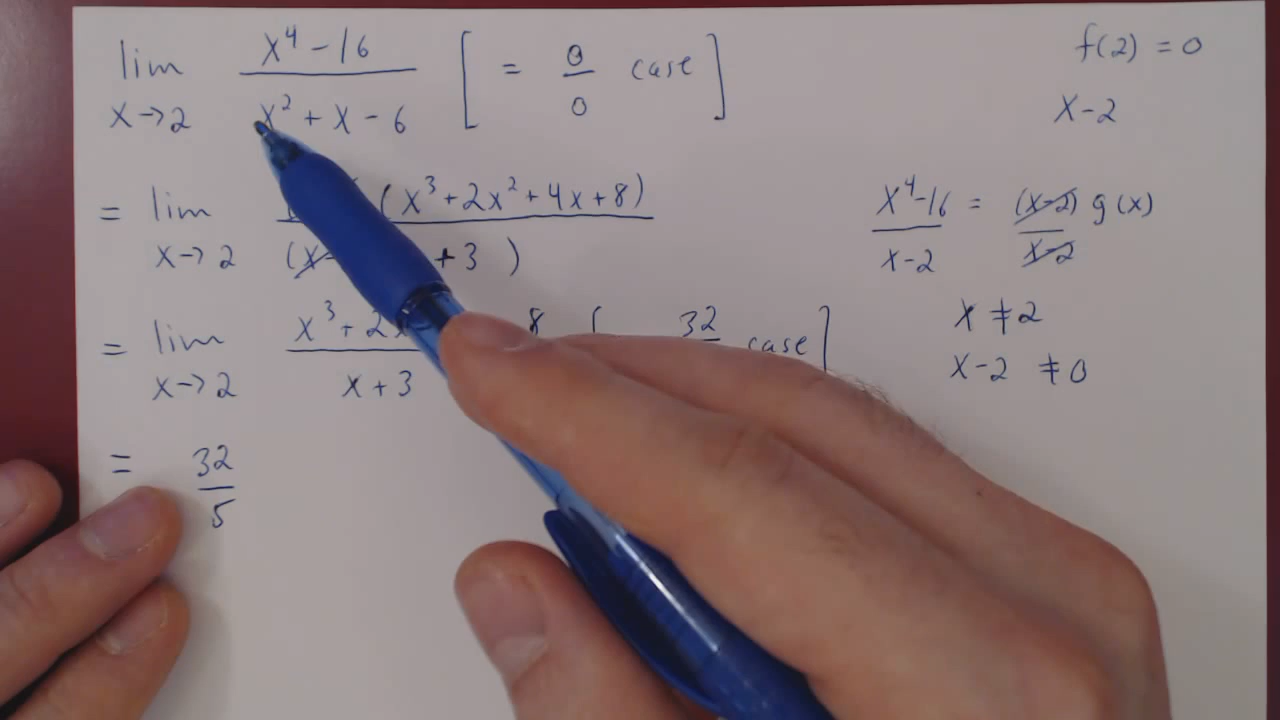 lim x→2 (x⁴ - 16)/(x² + x - 6) [ = 0/0 case ]
= lim x→2 (x³ + 2x² + 4x + 8) / (x + 3 )
= lim x→2 x³ + 2x 8 / x + 3 [ 32 case ]
= 32/5
f(2) = 0
x - 2
(x⁴ - 16)/(x - 2) = (x-2) g(x) / x-2
x ≠ 2
x - 2 ≠ 0